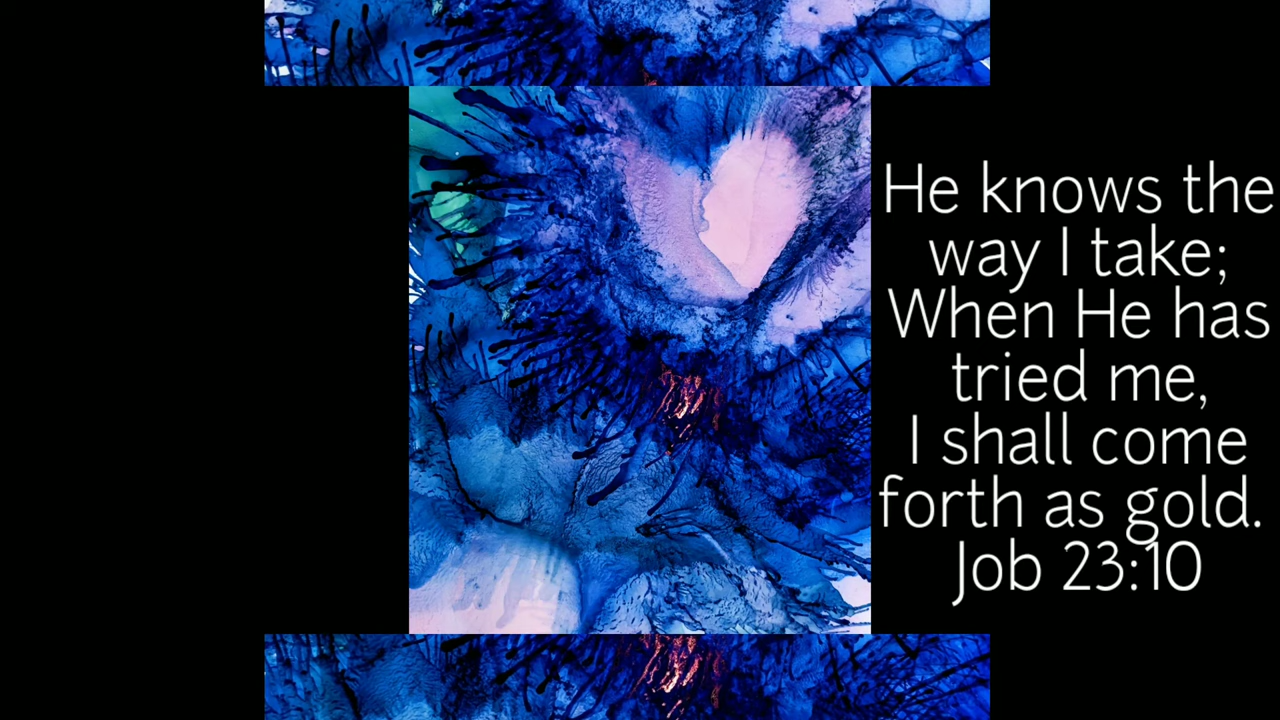 He knows the
way I take;
When He has
tried me,
I shall come
forth as gold.
Job 23:10